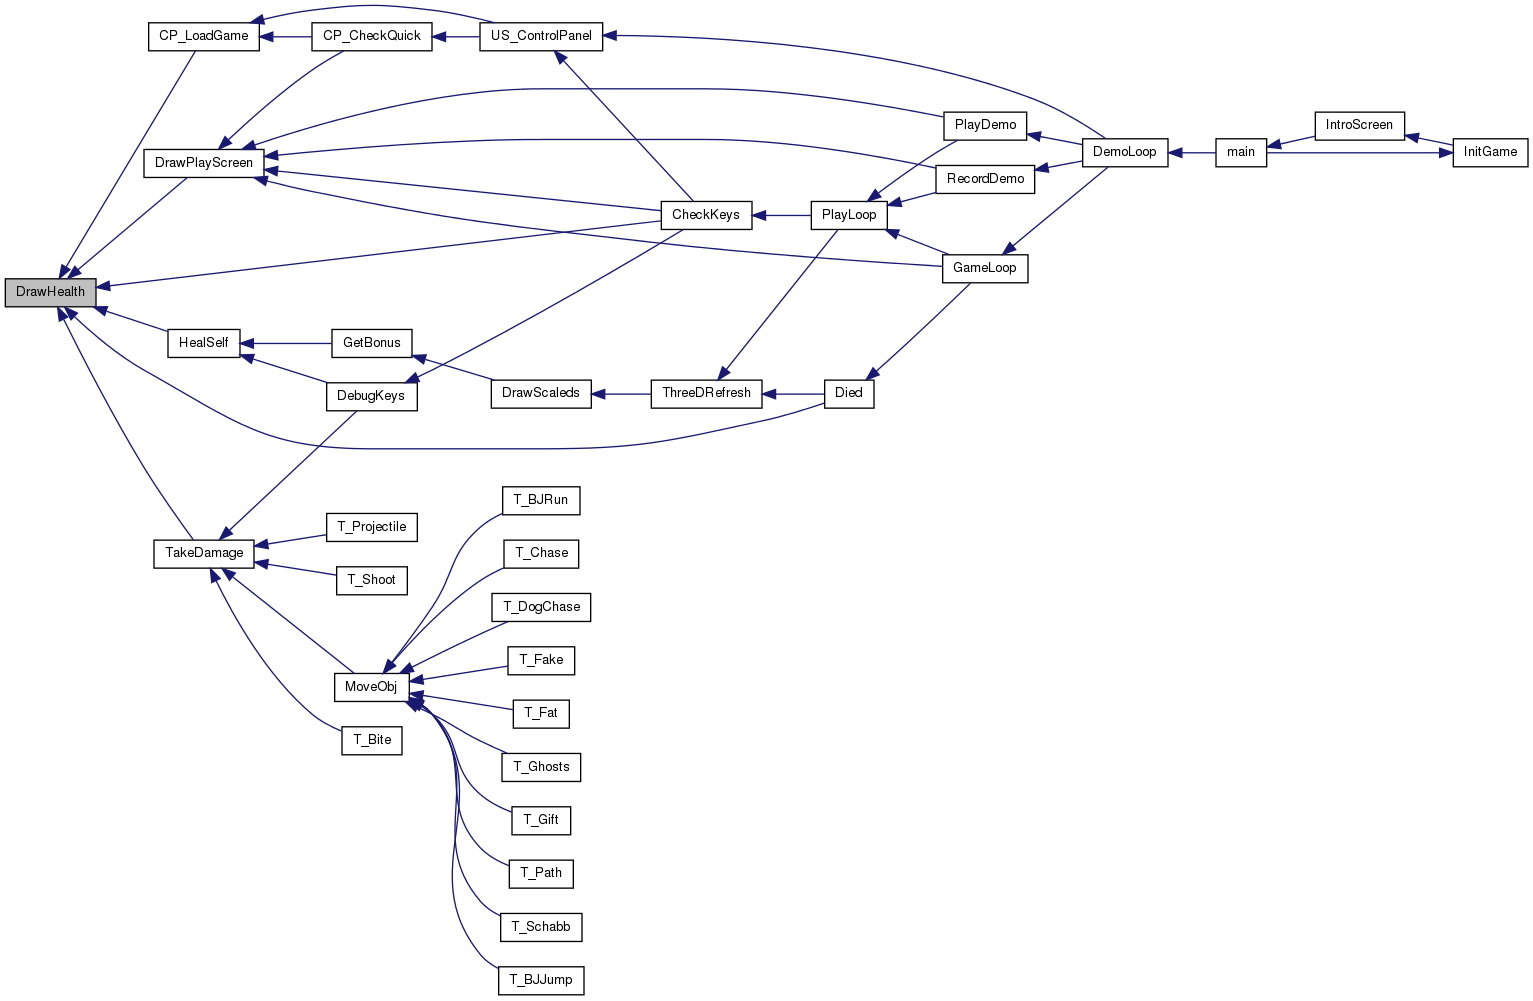 CP_LoadGame
CP_CheckQuick
US_ControlPanel
PlayDemo
IntroScreen
DrawPlayScreen
DemoLoop
main
InitGame
RecordDemo
CheckKeys
PlayLoop
GameLoop
DrawHealth
HealSelf
GetBonus
DebugKeys
DrawScaleds
ThreeDRefresh
Died
T_BJRun
T_Projectile
TakeDamage
T_Chase
T_Shoot
T_DogChase
T_Fake
MoveObj
T_Fat
T_Bite
T_Ghosts
T_Gift
T_Path
T_Schabb
T_BJJump